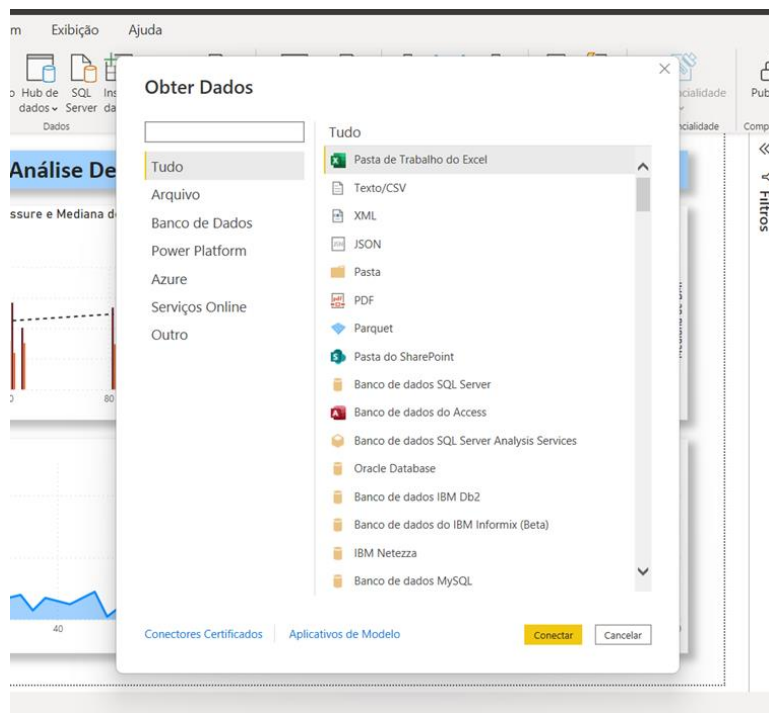 Exibição Ajuda
Hub de dados
SQL Server
Dados
Publ
Análise De
ssure e Mediana d
80
40
Filtros
Obter Dados
Tudo
Arquivo
Banco de Dados
Power Platform
Azure
Serviços Online
Outro
Tudo
Pasta de Trabalho do Excel
Texto/CSV
XML
JSON
Pasta
PDF
Parquet
Pasta do SharePoint
Banco de dados SQL Server
Banco de dados do Access
Banco de dados SQL Server Analysis Services
Oracle Database
Banco de dados IBM Db2
Banco de dados do IBM Informix (Beta)
IBM Netezza
Banco de dados MySQL
Conectores Certificados
Aplicativos de Modelo
Conectar
Cancelar